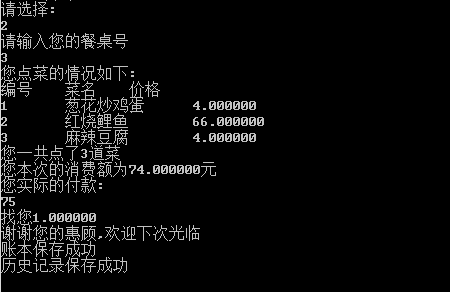 请选择:
2
请输入您的餐桌号
3
您点菜的情况如下:
编号 菜名 价格
1 葱花炒鸡蛋 4.000000
2 红烧鲤鱼 66.000000
3 麻辣豆腐 4.000000
您一共点了3道菜
您本次的消费额为74.000000元
您实际的付款:
75
找您1.000000
谢谢您的惠顾,欢迎下次光临
账本保存成功
历史记录保存成功